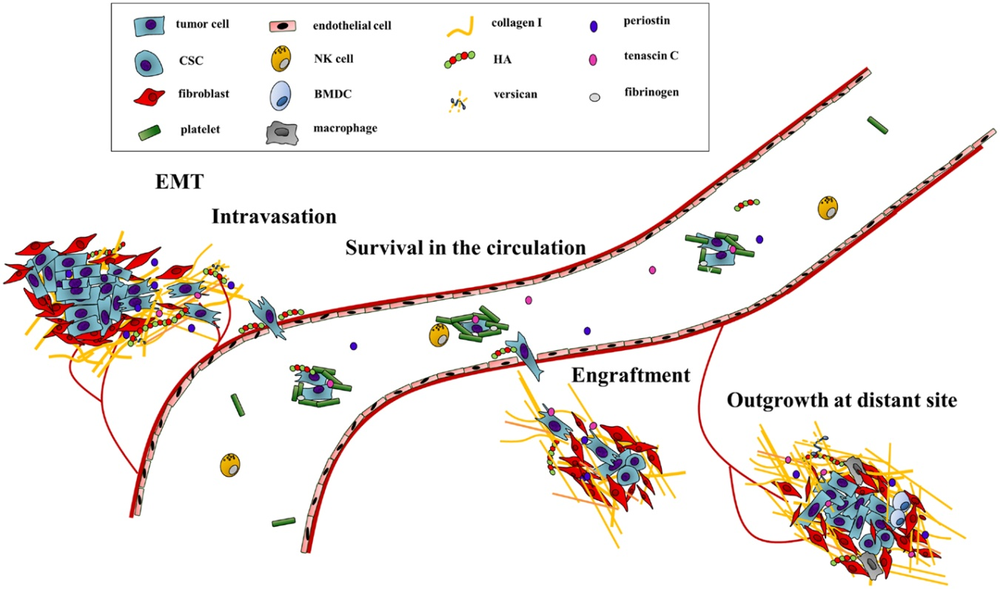 tumor cell
endothelial cell
collagen I
periostin
CSC
NK cell
HA
tenascin C
fibroblast
BMDC
versican
fibrinogen
platelet
macrophage
EMT
Intravasation
Survival in the circulation
Engraftment
Outgrowth at distant site